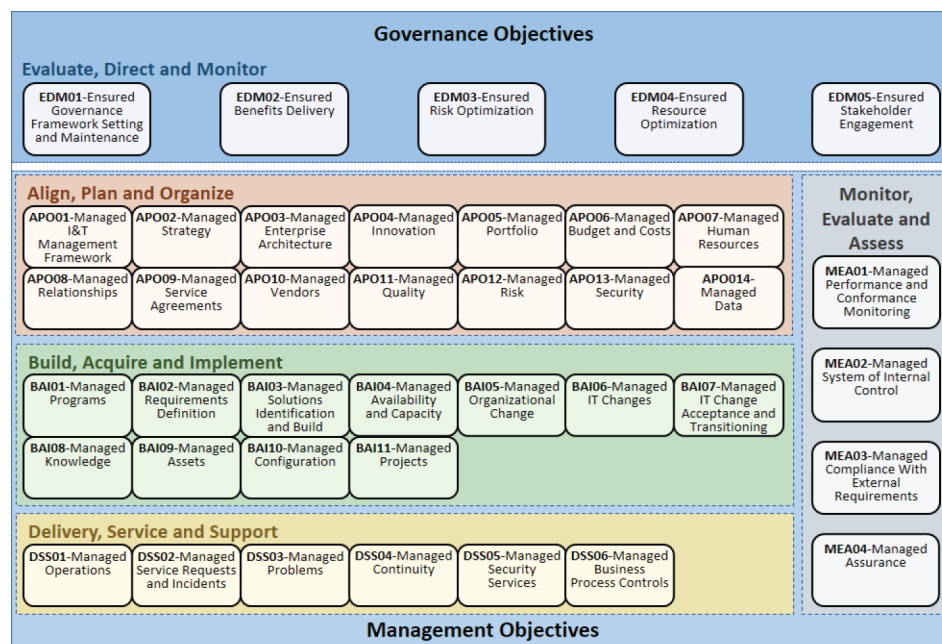 Governance Objectives
Evaluate, Direct and Monitor
EDM01-Ensured
Governance
Framework Setting
and Maintenance
EDM02-Ensured
Benefits Delivery
EDM03-Ensured
Risk Optimization
EDM04-Ensured
Resource
Optimization
EDM05-Ensured
Stakeholder
Engagement
Align, Plan and Organize
APO01-Managed
I&T
Management
Framework
APO02-Managed
Strategy
APO03-Managed
Enterprise
Architecture
APO04-Managed
Innovation
APO05-Managed
Portfolio
APO06-Managed
Budget and Costs
APO07-Managed
Human
Resources
APO08-Managed
Relationships
APO09-Managed
Service
Agreements
APO10-Managed
Vendors
APO11-Managed
Quality
APO12-Managed
Risk
APO13-Managed
Security
APO014-
Managed
Data
Build, Acquire and Implement
BAI01-Managed
Programs
BAI02-Managed
Requirements
Definition
BAI03-Managed
Solutions
Identification
and Build
BAI04-Managed
Availability
and Capacity
BAI05-Managed
Organizational
Change
BAI06-Managed
IT Changes
BAI07-Managed
IT Change
Acceptance and
Transitioning
BAI08-Managed
Knowledge
BAI09-Managed
Assets
BAI10-Managed
Configuration
BAI11-Managed
Projects
Delivery, Service and Support
DSS01-Managed
Operations
DSS02-Managed
Service Requests
and Incidents
DSS03-Managed
Problems
DSS04-Managed
Continuity
DSS05-Managed
Security
Services
DSS06-Managed
Business
Process Controls
Monitor,
Evaluate and
Assess
MEA01-Managed
Performance and
Conformance
Monitoring
MEA02-Managed
System of Internal
Control
MEA03-Managed
Compliance With
External
Requirements
MEA04-Managed
Assurance
Management Objectives